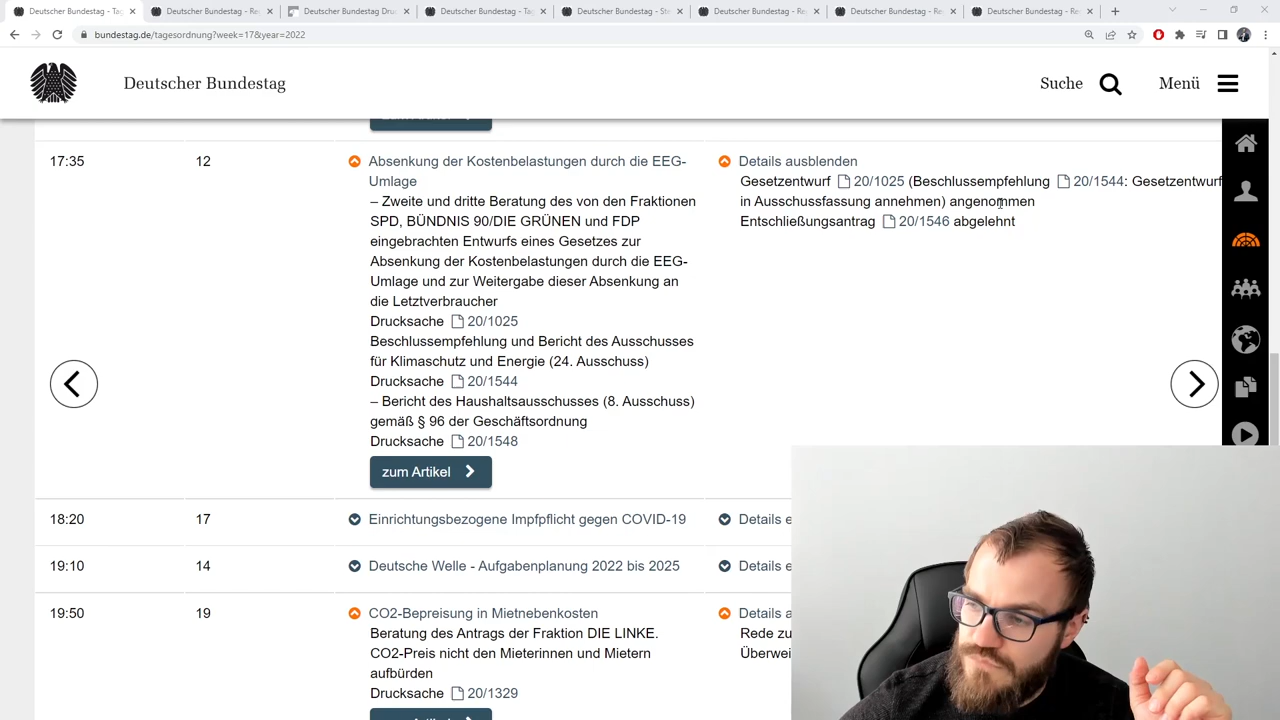 Deutscher Bundestag - Tag
Deutscher Bundestag - Reg
Deutscher Bundestag Druc
Deutscher Bundestag - Tag
Deutscher Bundestag - Ste
Deutscher Bundestag - Re
Deutscher Bundestag - Re
Deutscher Bundestag - Re
bundestag.de/tagesordnung?week=17&year=2022
Deutscher Bundestag
Suche
Menü
17:35
12
Absenkung der Kostenbelastungen durch die EEG-
Umlage
– Zweite und dritte Beratung des von den Fraktionen
SPD, BÜNDNIS 90/DIE GRÜNEN und FDP
eingebrachten Entwurfs eines Gesetzes zur
Absenkung der Kostenbelastungen durch die EEG-
Umlage und zur Weitergabe dieser Absenkung an
die Letztverbraucher
Drucksache 20/1025
Beschlussempfehlung und Bericht des Ausschusses
für Klimaschutz und Energie (24. Ausschuss)
Drucksache 20/1544
– Bericht des Haushaltsausschusses (8. Ausschuss)
gemäß § 96 der Geschäftsordnung
Drucksache 20/1548
zum Artikel
Details ausblenden
Gesetzentwurf 20/1025 (Beschlussempfehlung 20/1544: Gesetzentwurf
in Ausschussfassung annehmen) angenommen
Entschließungsantrag 20/1546 abgelehnt
18:20
17
Einrichtungsbezogene Impfpflicht gegen COVID-19
Details e
19:10
14
Deutsche Welle - Aufgabenplanung 2022 bis 2025
Details e
19:50
19
CO2-Bepreisung in Mietnebenkosten
Beratung des Antrags der Fraktion DIE LINKE.
CO2-Preis nicht den Mieterinnen und Mietern
aufbürden
Drucksache 20/1329
Details a
Rede zu
Überwei